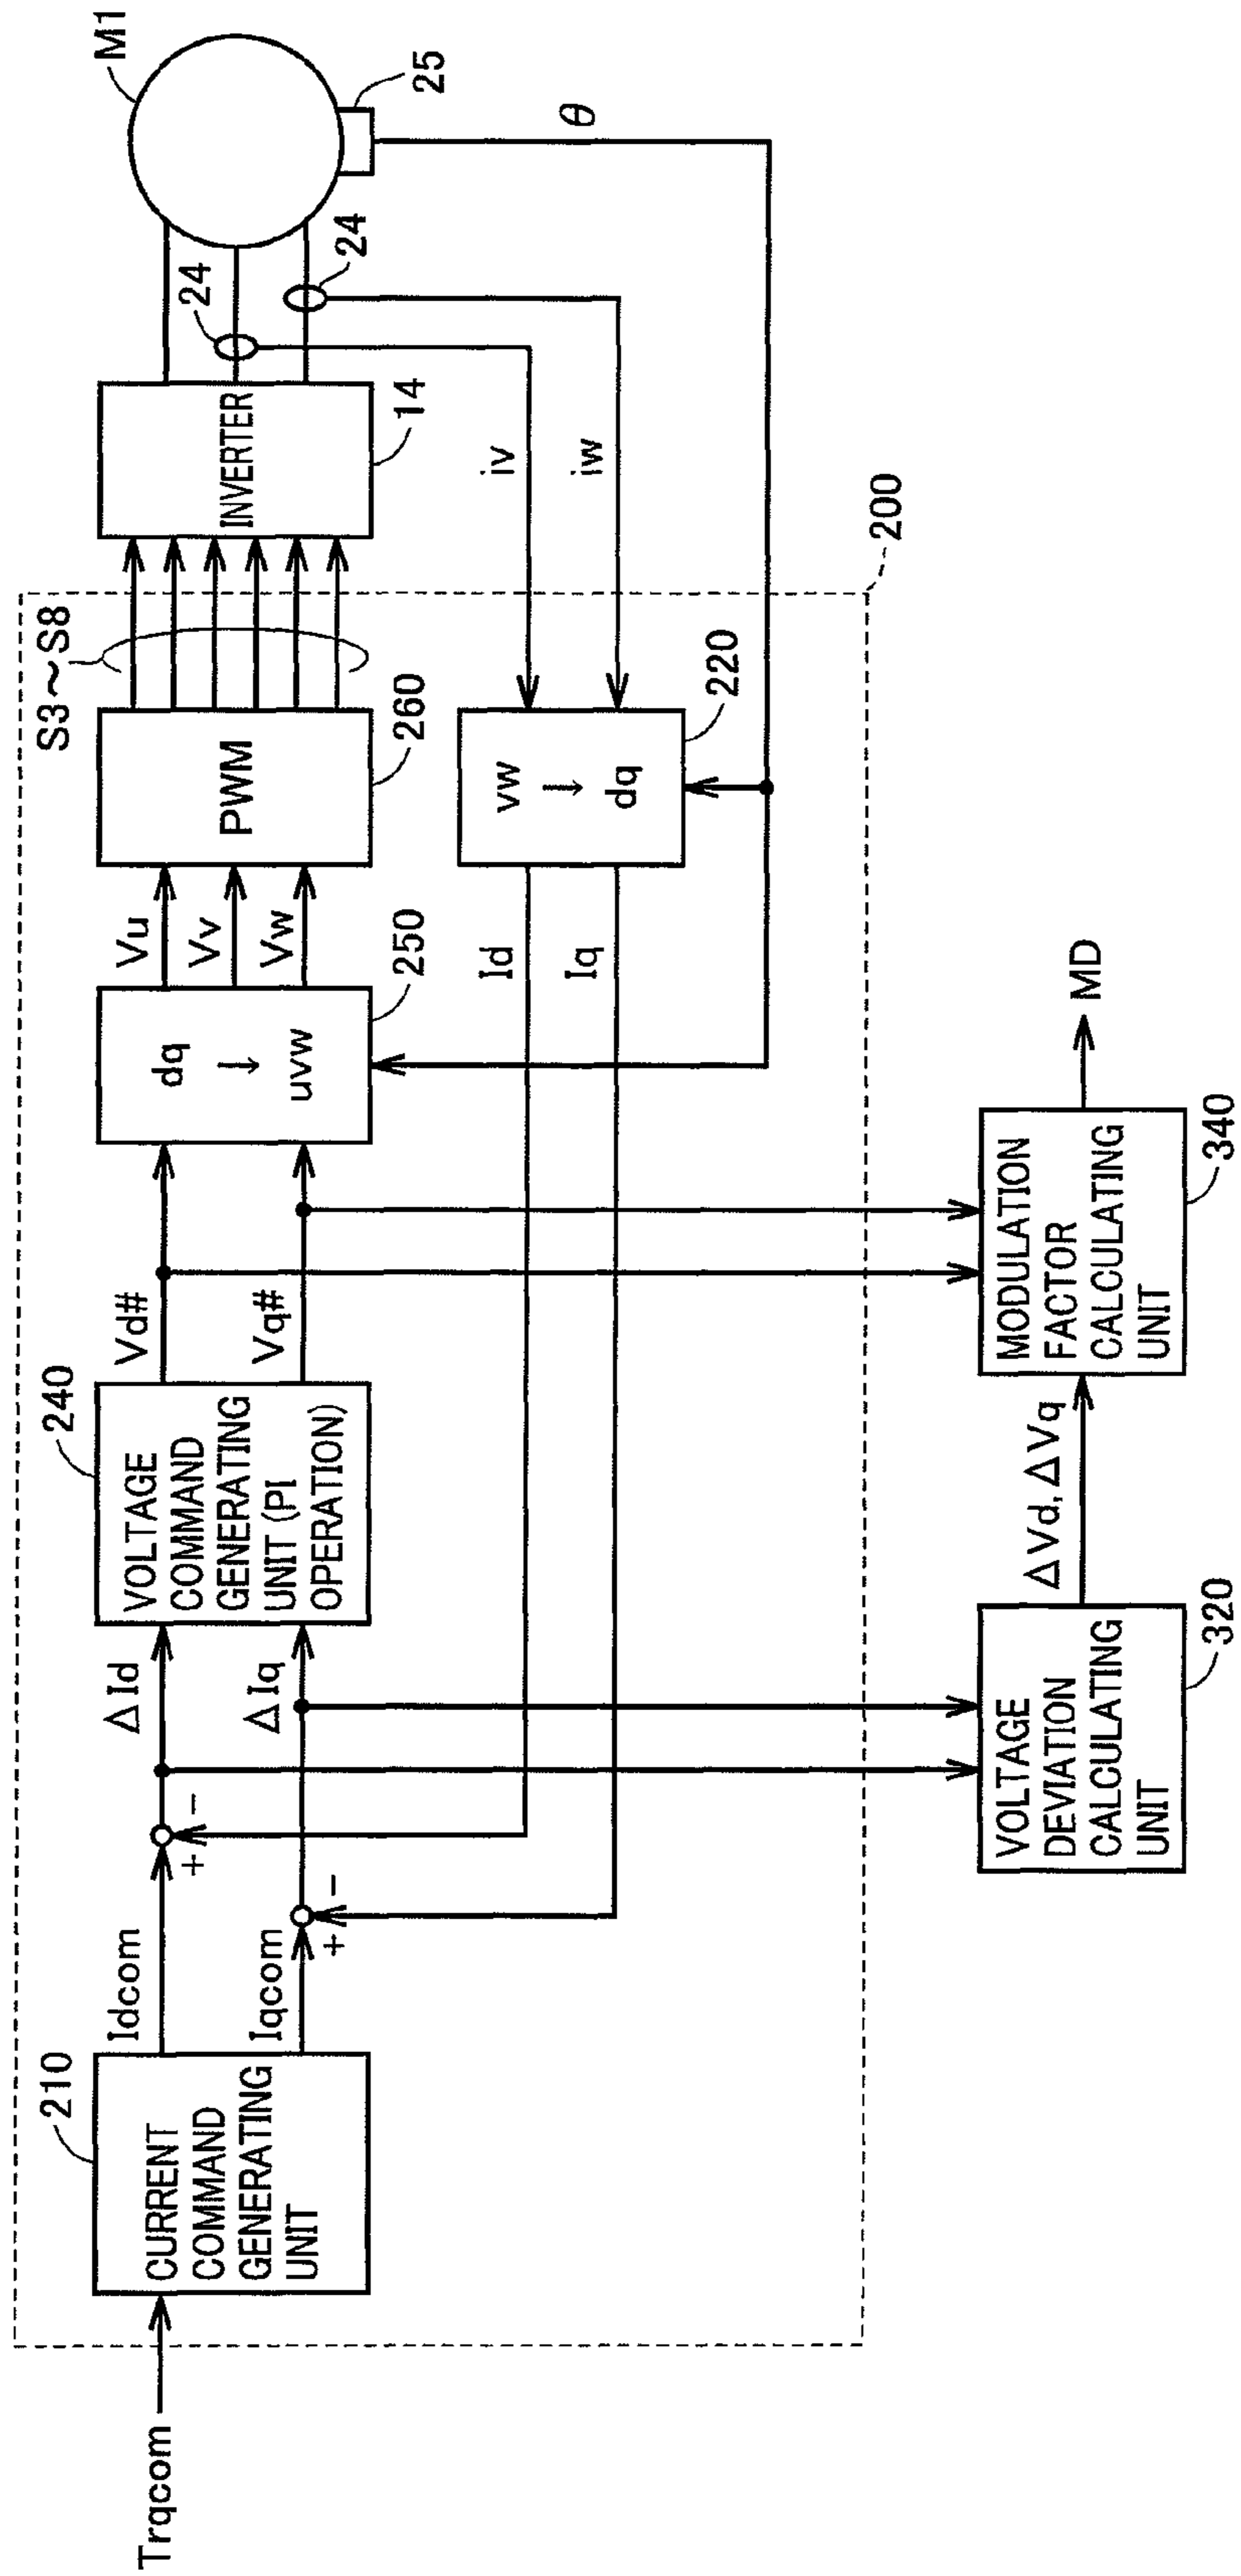 Trqcom
210
CURRENT
COMMAND
GENERATING
UNIT
Idcom
Iqcom
+
−
+
−
ΔId
ΔIq
240
VOLTAGE
COMMAND
GENERATING
UNIT (PI
OPERATION)
Vd#
Vq#
dq
↓
uvw
250
Vu
Vv
Vw
PWM
260
S3~S8
INVERTER
14
24
24
M1
25
θ
iv
iw
vw
↓
dq
220
Id
Iq
200
VOLTAGE
DEVIATION
CALCULATING
UNIT
320
ΔVd, ΔVq
MODULATION
FACTOR
CALCULATING
UNIT
340
MD